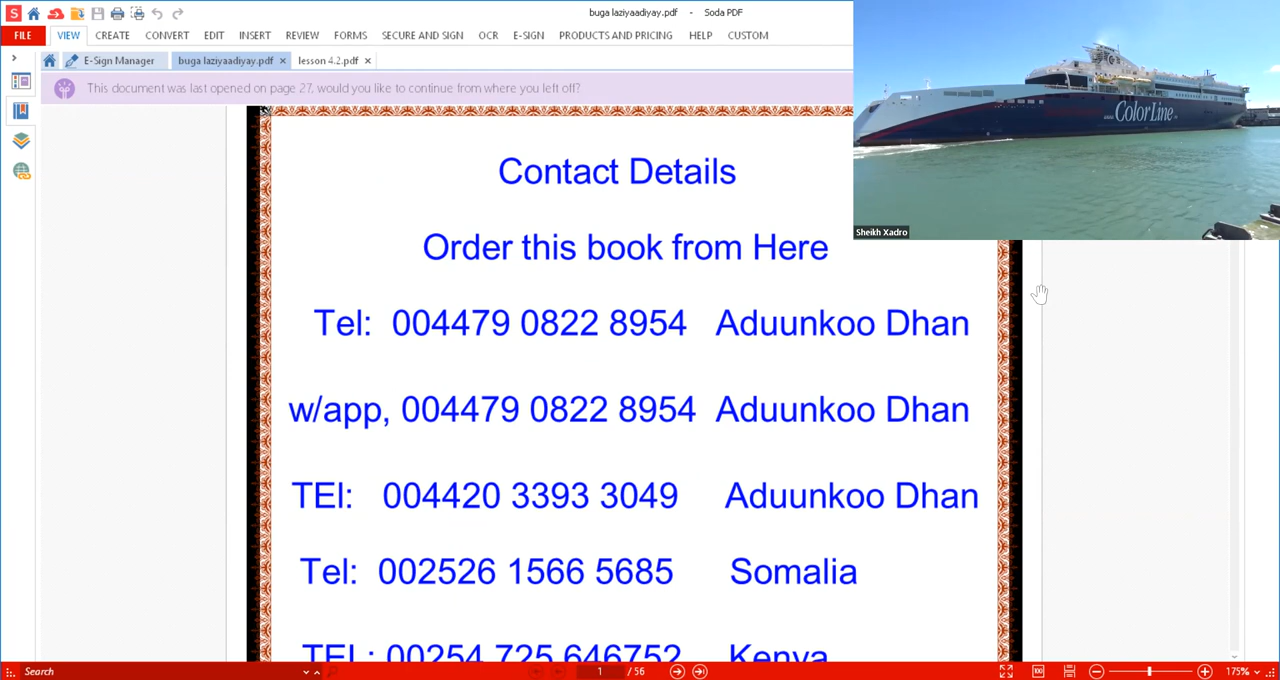 buga laziyaadiyay.pdf - Soda PDF
FILE VIEW CREATE CONVERT EDIT INSERT REVIEW FORMS SECURE AND SIGN OCR E-SIGN PRODUCTS AND PRICING HELP CUSTOM
E-Sign Manager buga laziyaadiyay.pdf lesson 4.2.pdf
This document was last opened on page 27, would you like to continue from where you left off?
ColorLine
Sheikh Xadro
Contact Details
Order this book from Here
Tel: 004479 0822 8954 Aduunkoo Dhan
w/app, 004479 0822 8954 Aduunkoo Dhan
TEl: 004420 3393 3049 Aduunkoo Dhan
Tel: 002526 1566 5685 Somalia
TEL: 00254 725 646752 Kenya
Search 1 / 56 175%